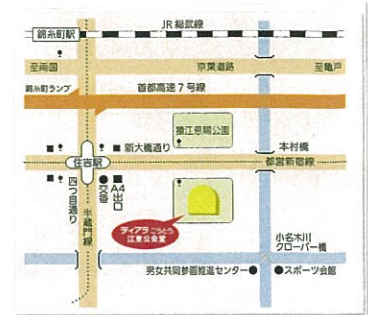 JR 総武線
錦糸町駅
至両国
京葉道路
至亀戸
錦糸町ランプ
首都高速7号線
猿江恩賜公園
新大橋通り
本村橋
住吉駅
都営新宿線
四つ目通り
交番
A4出口
半蔵門線
ティアラこうとう
江東公会堂
小名木川
クローバー橋
男女共同参画推進センター
スポーツ会館